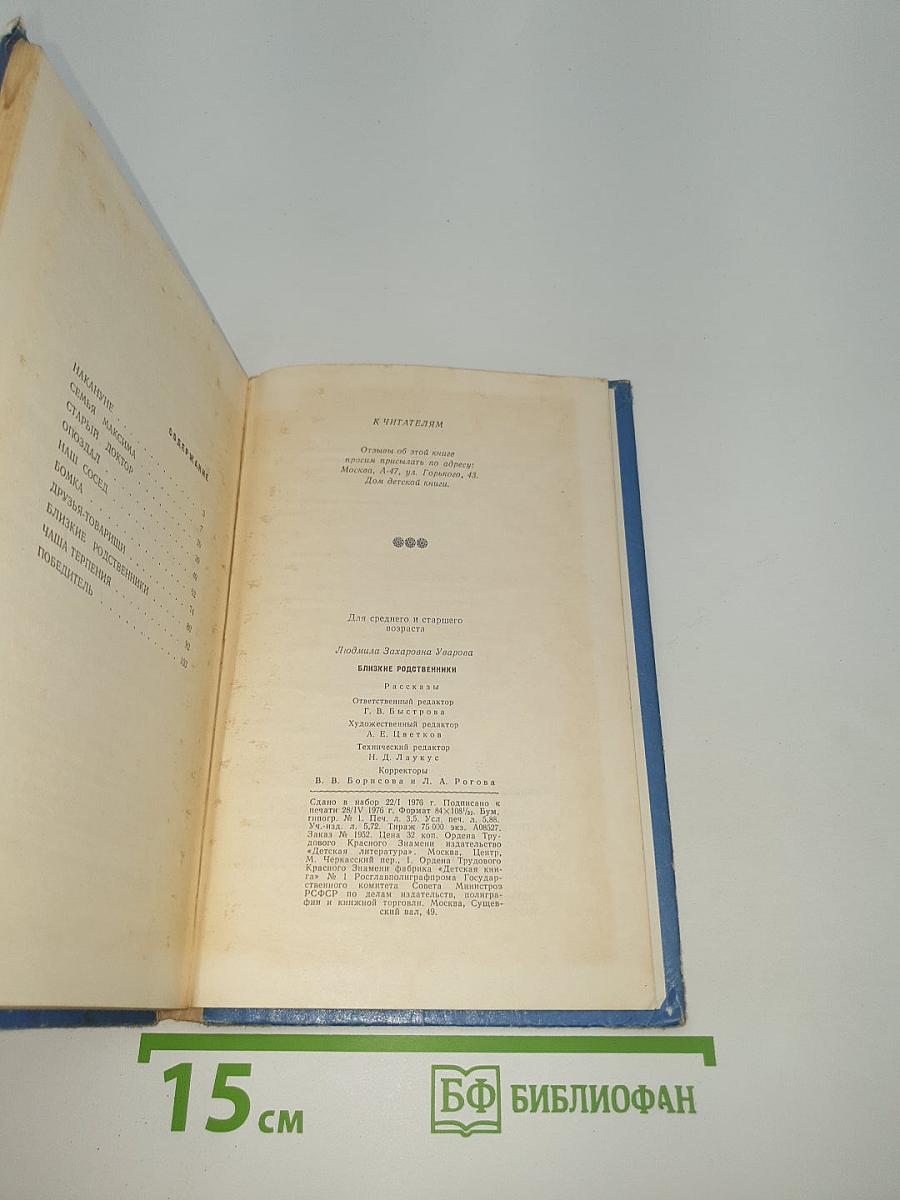 СОДЕРЖАНИЕ
НАКАНУНЕ 3
СЕМЬЯ МАКСИМА 7
СТАРЫЙ ДОКТОР
ОПОЗДАЛ
НАШ СОСЕД
БОМКА
ДРУЗЬЯ-ТОВАРИЩИ
БЛИЗКИЕ РОДСТВЕННИКИ
ЧАША ТЕРПЕНИЯ
ПОБЕДИТЕЛЬ
К ЧИТАТЕЛЯМ
Отзывы об этой книге
просим присылать по адресу:
Москва, А-47, ул. Горького, 43.
Дом детской книги.
Для среднего и старшего
возраста
Людмила Захаровна Уварова
БЛИЗКИЕ РОДСТВЕННИКИ
Рассказы
Ответственный редактор
Г. В. Быстрова
Художественный редактор
А. Е. Цветков
Технический редактор
Н. Д. Лаукус
Корректоры
В. В. Борисова и Л. А. Рогова
Сдано в набор 22/I 1976 г. Подписано к
печати 28/IV 1976 г. Формат 84×108¹/₃₂. Бум.
типогр. № 1. Печ. л. 3,5. Усл. печ. л. 5,88.
Уч.-изд. л. 5,72. Тираж 75 000 экз. А08527.
Заказ № 1952. Цена 32 коп. Ордена Тру-
дового Красного Знамени издательство
«Детская литература». Москва, Центр,
М. Черкасский пер., 1. Ордена Трудового
Красного Знамени фабрика «Детская кни-
га» № 1 Росглавполиграфпрома Государ-
ственного комитета Совета Министров
РСФСР по делам издательств, полигра-
фии и книжной торговли. Москва, Сущев-
ский вал, 49.
15 см
БФ БИБЛИОФАН